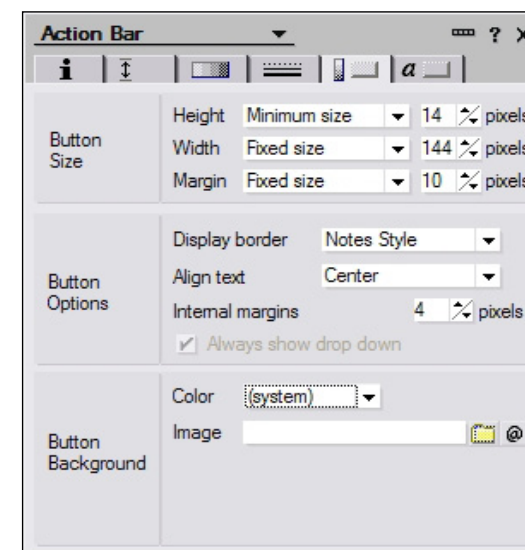 Action Bar ?
i a
Height Minimum size 14 pixels
Button Size Width Fixed size 144 pixels
Margin Fixed size 10 pixels
Display border Notes Style
Align text Center
Button Options Internal margins 4 pixels
Always show drop down
Color (system)
Button Background Image @